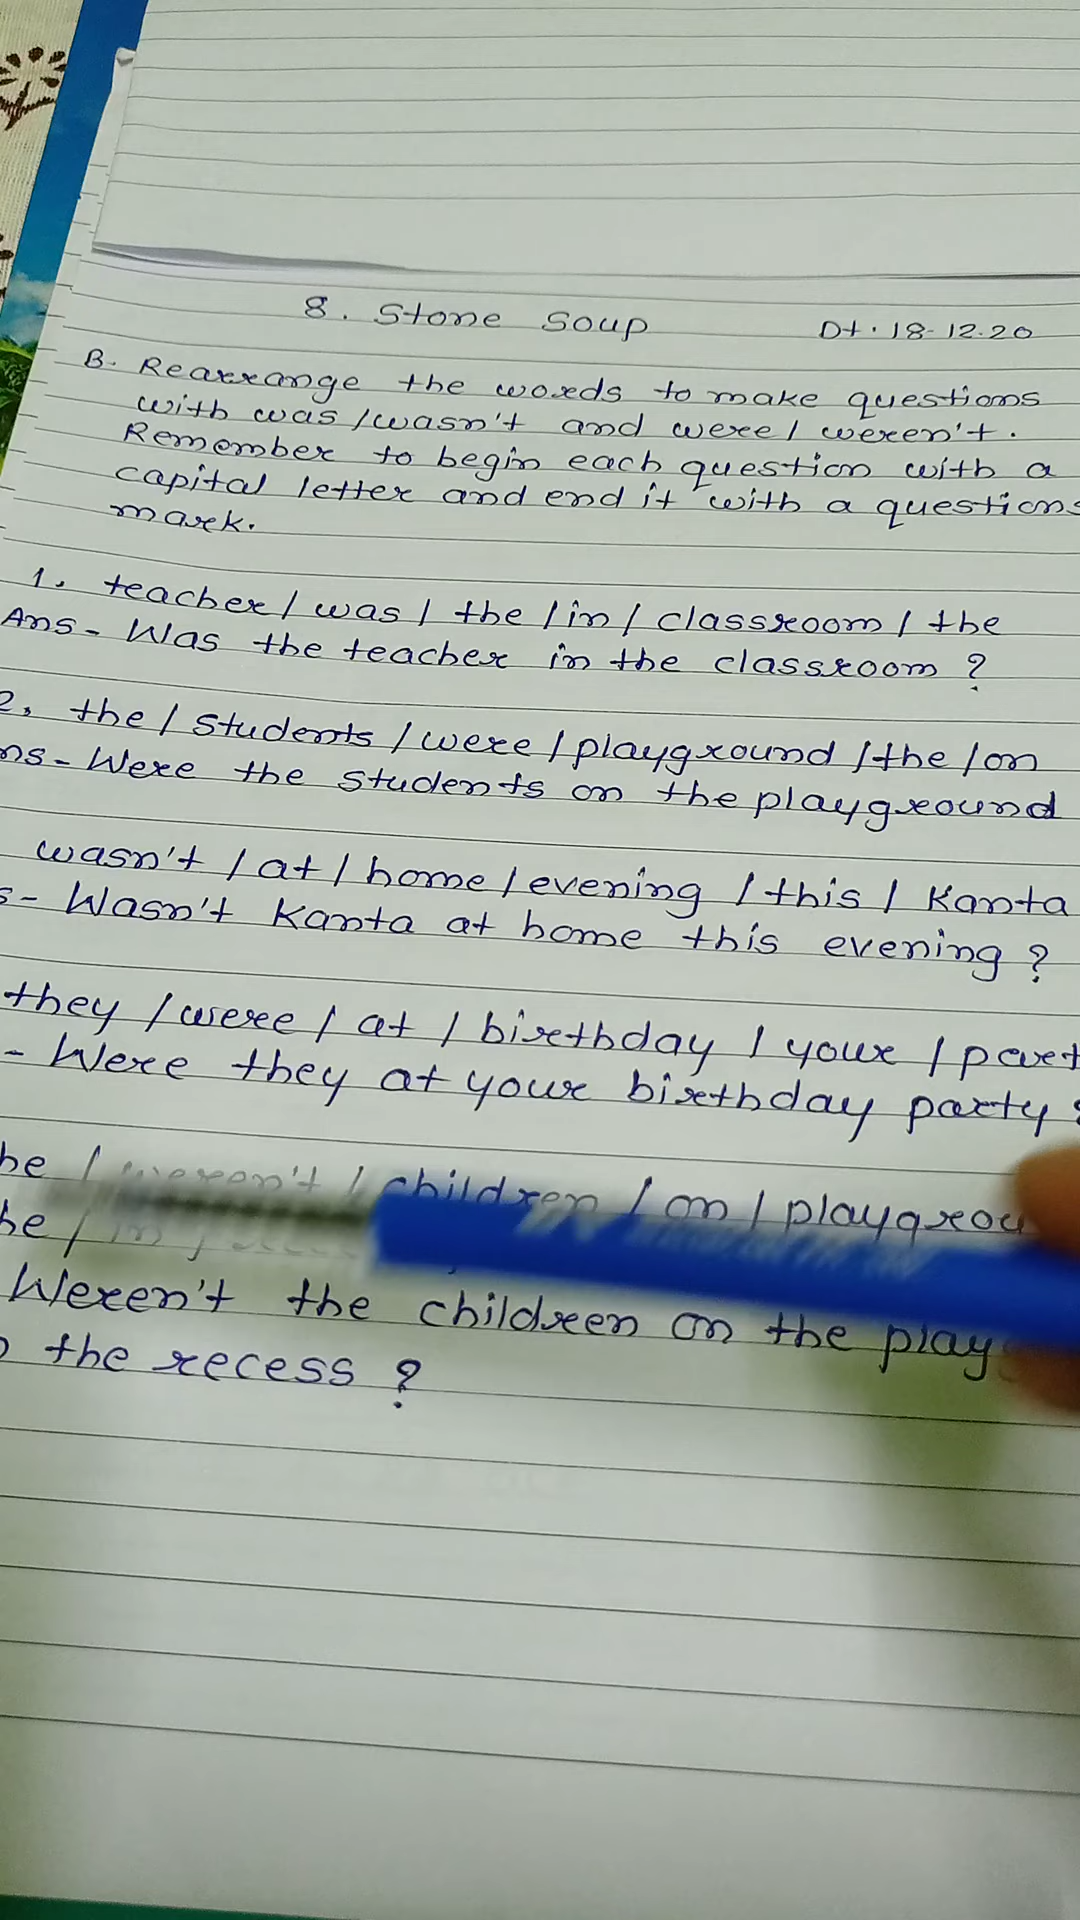 8. Stone Soup Dt. 18-12-20
B. Rearrange the words to make questions
with was / wasn't and were / weren't.
Remember to begin each question with a
capital letter and end it with a question
mark.
1. teacher / was / the / in / classroom / the
Ans - Was the teacher in the classroom ?
2. the / students / were / playground / the / on
ns - Were the students on the playground
wasn't / at / home / evening / this / Kanta
s - Wasn't Kanta at home this evening ?
they / were / at / birthday / your / part
- Were they at your birthday party ?
he / weren't / children / on / playgrou
he / in /
Weren't the children on the play
the recess ?